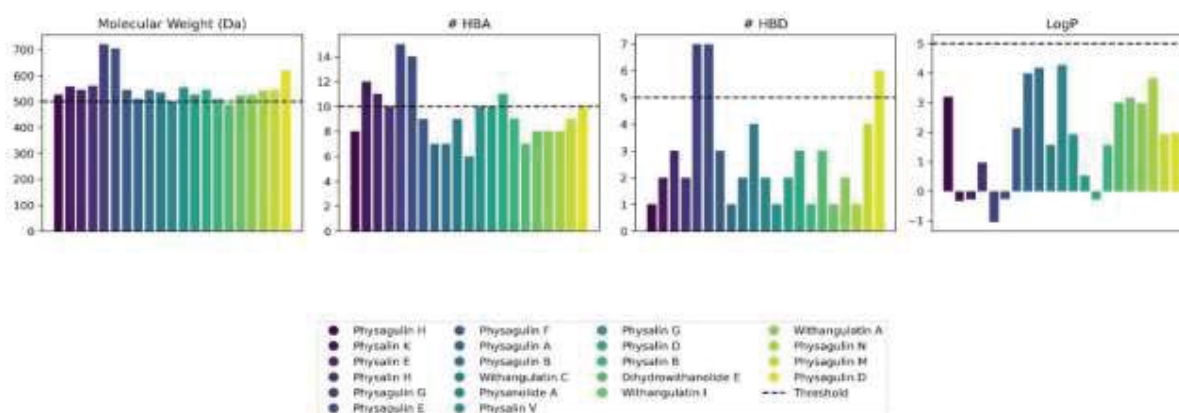 Molecular Weight (Da)
# HBA
# HBD
LogP
700
600
500
400
300
200
100
0
14
12
10
8
6
4
2
0
7
6
5
4
3
2
1
0
5
4
3
2
1
0
−1
Physagulin H
Physalin K
Physalin E
Physalin H
Physagulin G
Physagulin E
Physagulin F
Physagulin A
Physagulin B
Withangulatin C
Physanolide A
Physalin V
Physalin G
Physalin D
Physalin B
Dihydrowithanolide E
Withangulatin I
Withangulatin A
Physagulin N
Physagulin M
Physagulin D
Threshold